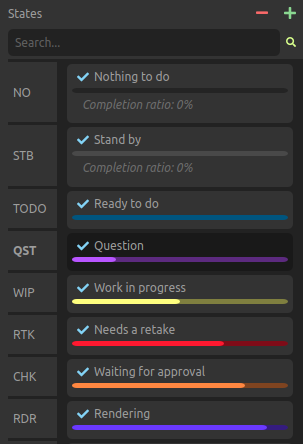 States
Search...
NO
Nothing to do
Completion ratio: 0%
STB
Stand by
Completion ratio: 0%
TODO
Ready to do
QST
Question
WIP
Work in progress
RTK
Needs a retake
CHK
Waiting for approval
RDR
Rendering